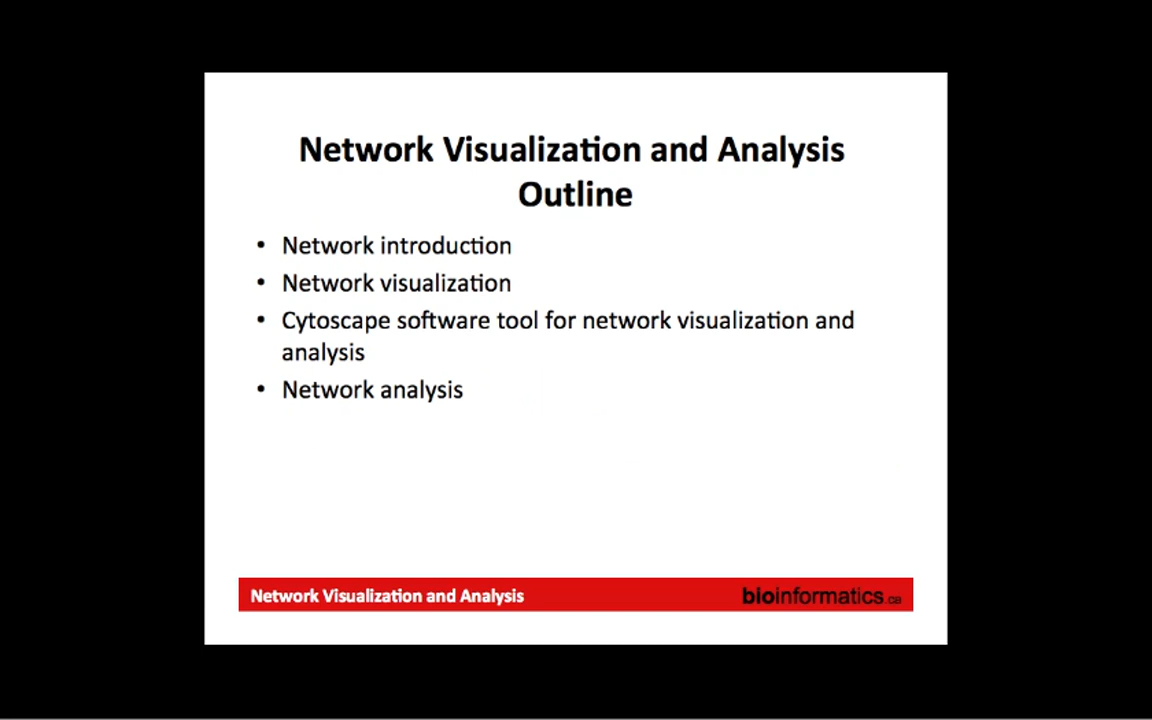 Network Visualization and Analysis
Outline
• Network introduction
• Network visualization
• Cytoscape software tool for network visualization and
analysis
• Network analysis
Network Visualization and Analysis
bioinformatics.ca